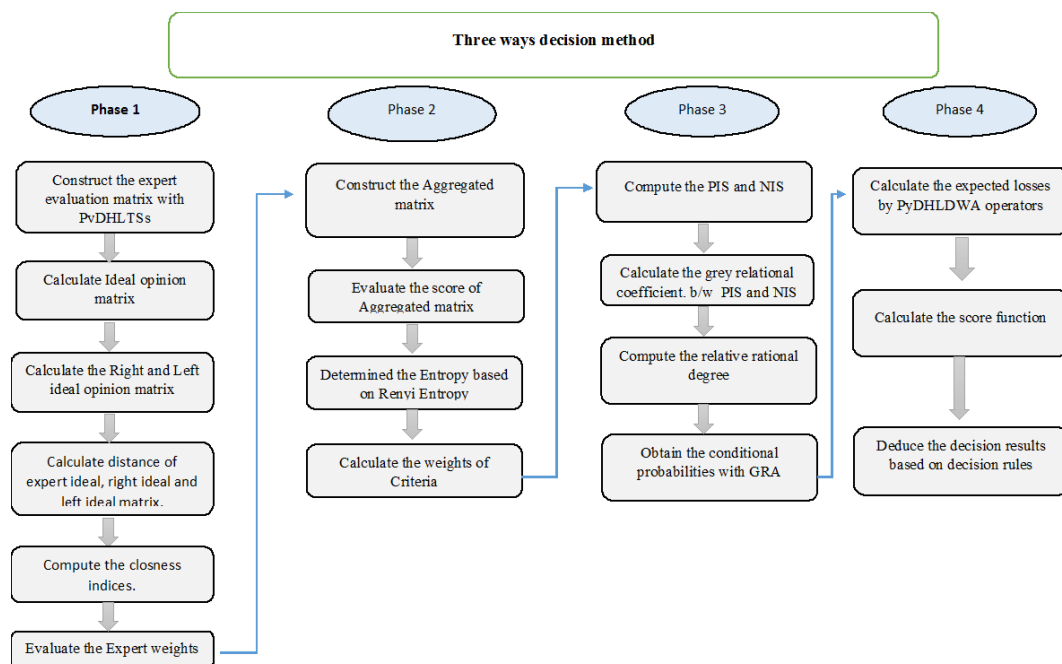 Three ways decision method
Phase 1
Phase 2
Phase 3
Phase 4
Construct the expert
evaluation matrix with
PyDHLTSs
Calculate Ideal opinion
matrix
Calculate the Right and Left
ideal opinion matrix
Calculate distance of
expert ideal, right ideal and
left ideal matrix.
Compute the closness
indices.
Evaluate the Expert weights
Construct the Aggregated
matrix
Evaluate the score of
Aggregated matrix
Determined the Entropy based
on Renyi Entropy
Calculate the weights of
Criteria
Compute the PIS and NIS
Calculate the grey relational
coefficient. b/w PIS and NIS
Compute the relative rational
degree
Obtain the conditional
probabilities with GRA
Calculate the expected losses
by PyDHLDWA operators
Calculate the score function
Deduce the decision results
based on decision rules